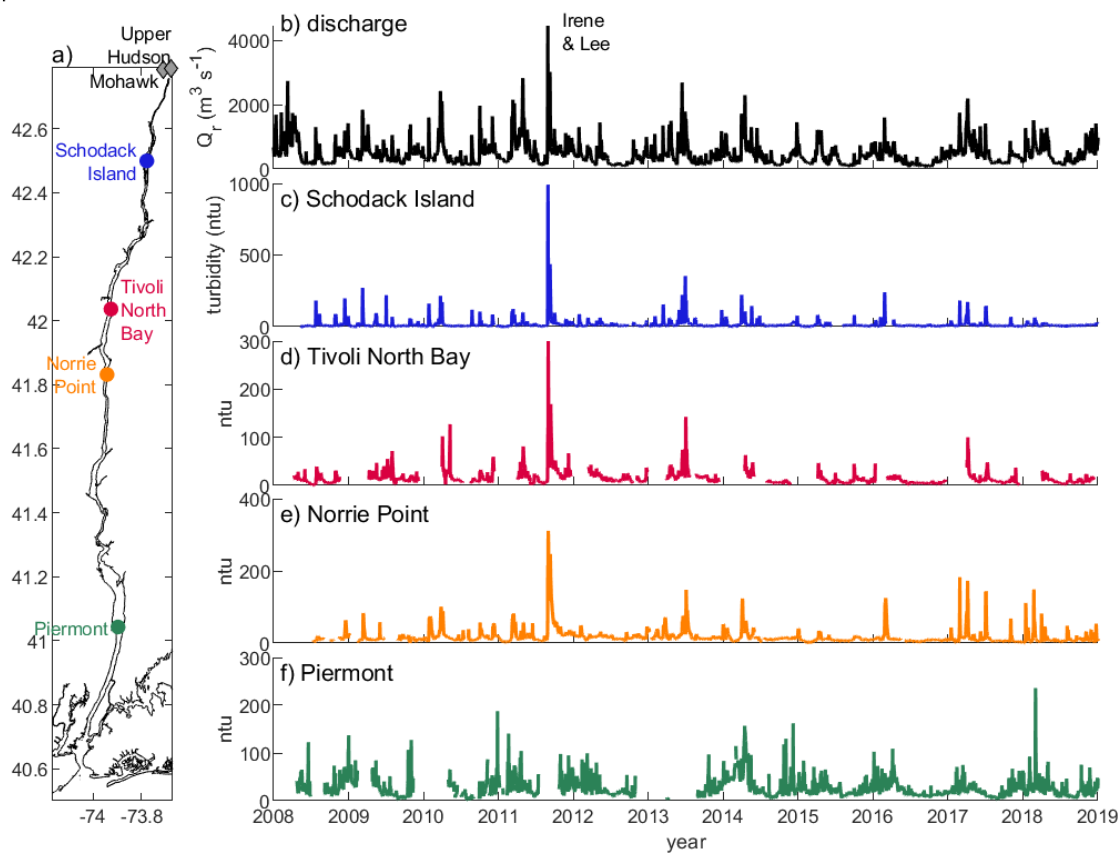 a)
Upper
Hudson
Mohawk
Schodack
Island
Tivoli
North
Bay
Norrie
Point
Piermont
42.6
42.4
42.2
42
41.8
41.6
41.4
41.2
41
40.8
40.6
-74
-73.8
b) discharge
Irene
& Lee
Qr (m³ s⁻¹)
4000
2000
0
c) Schodack Island
turbidity (ntu)
1000
500
0
d) Tivoli North Bay
ntu
300
200
100
0
e) Norrie Point
ntu
400
200
0
f) Piermont
ntu
300
200
100
0
2008 2009 2010 2011 2012 2013 2014 2015 2016 2017 2018 2019
year